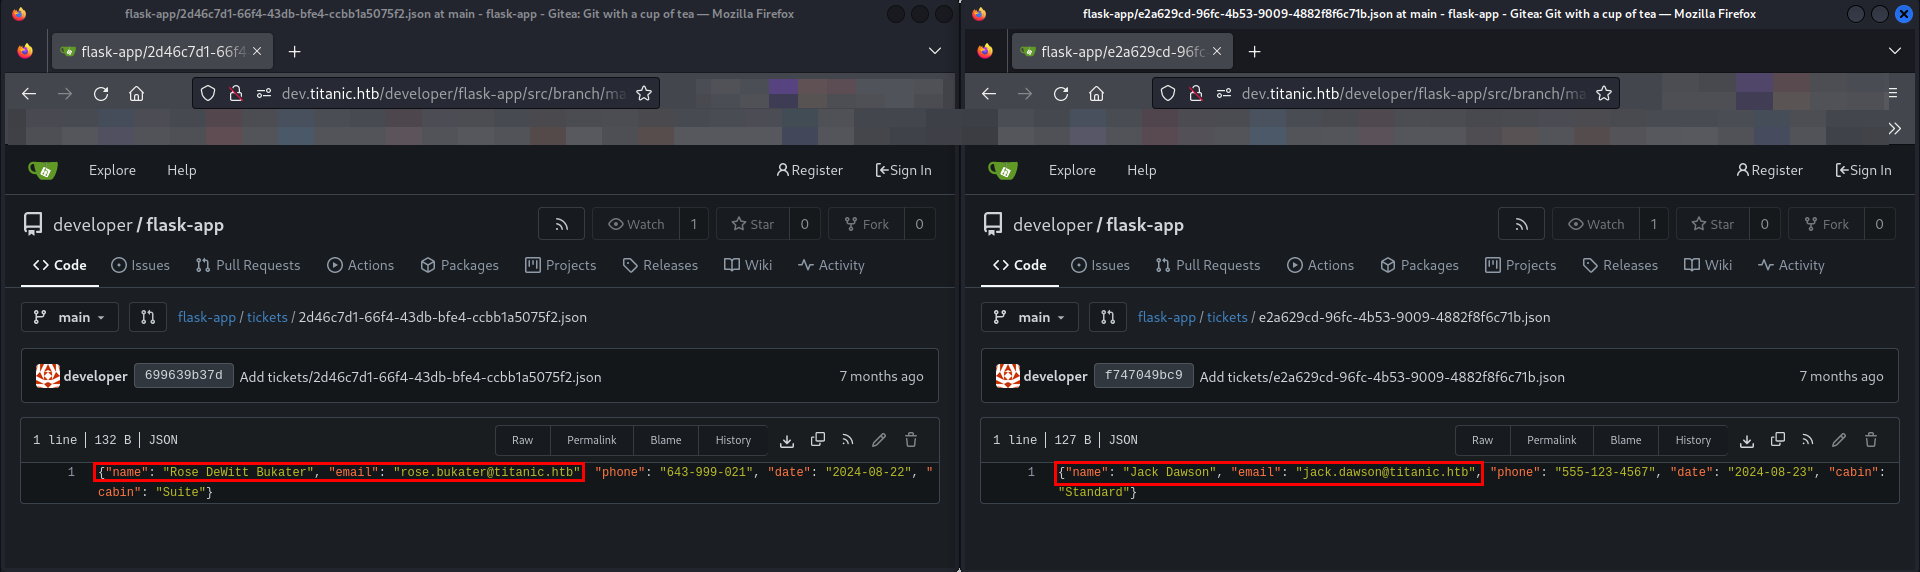 flask-app/2d46c7d1-66f4-43db-bfe4-ccbb1a5075f2.json at main - flask-app - Gitea: Git with a cup of tea — Mozilla Firefox
flask-app/2d46c7d1-66f4
dev.titanic.htb/developer/flask-app/src/branch/ma
Explore Help Register Sign In
developer / flask-app Watch 1 Star 0 Fork 0
Code Issues Pull Requests Actions Packages Projects Releases Wiki Activity
main flask-app / tickets / 2d46c7d1-66f4-43db-bfe4-ccbb1a5075f2.json
developer 699639b37d Add tickets/2d46c7d1-66f4-43db-bfe4-ccbb1a5075f2.json 7 months ago
1 line 132 B JSON Raw Permalink Blame History
1 {"name": "Rose DeWitt Bukater", "email": "rose.bukater@titanic.htb" "phone": "643-999-021", "date": "2024-08-22", "
cabin": "Suite"}
flask-app/e2a629cd-96fc-4b53-9009-4882f8f6c71b.json at main - flask-app - Gitea: Git with a cup of tea — Mozilla Firefox
flask-app/e2a629cd-96fc
dev.titanic.htb/developer/flask-app/src/branch/ma
Explore Help Register Sign In
developer / flask-app Watch 1 Star 0 Fork 0
Code Issues Pull Requests Actions Packages Projects Releases Wiki Activity
main flask-app / tickets / e2a629cd-96fc-4b53-9009-4882f8f6c71b.json
developer f747049bc9 Add tickets/e2a629cd-96fc-4b53-9009-4882f8f6c71b.json 7 months ago
1 line 127 B JSON Raw Permalink Blame History
1 {"name": "Jack Dawson", "email": "jack.dawson@titanic.htb", "phone": "555-123-4567", "date": "2024-08-23", "cabin":
"Standard"}